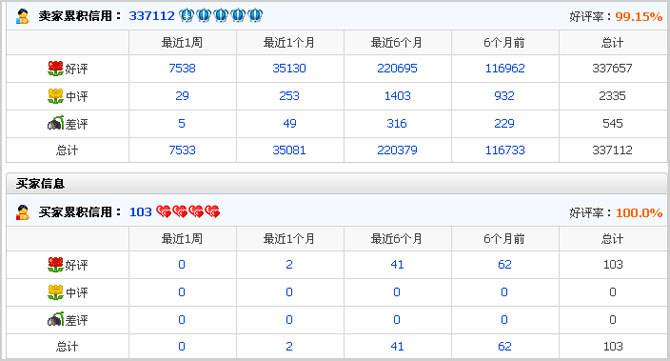 卖家累积信用： 337112 好评率：99.15%
最近1周 最近1个月 最近6个月 6个月前 总计
好评 7538 35130 220695 116962 337657
中评 29 253 1403 932 2335
差评 5 49 316 229 545
总计 7533 35081 220379 116733 337112
买家信息
买家累积信用： 103 好评率：100.0%
最近1周 最近1个月 最近6个月 6个月前 总计
好评 0 2 41 62 103
中评 0 0 0 0 0
差评 0 0 0 0 0
总计 0 2 41 62 103